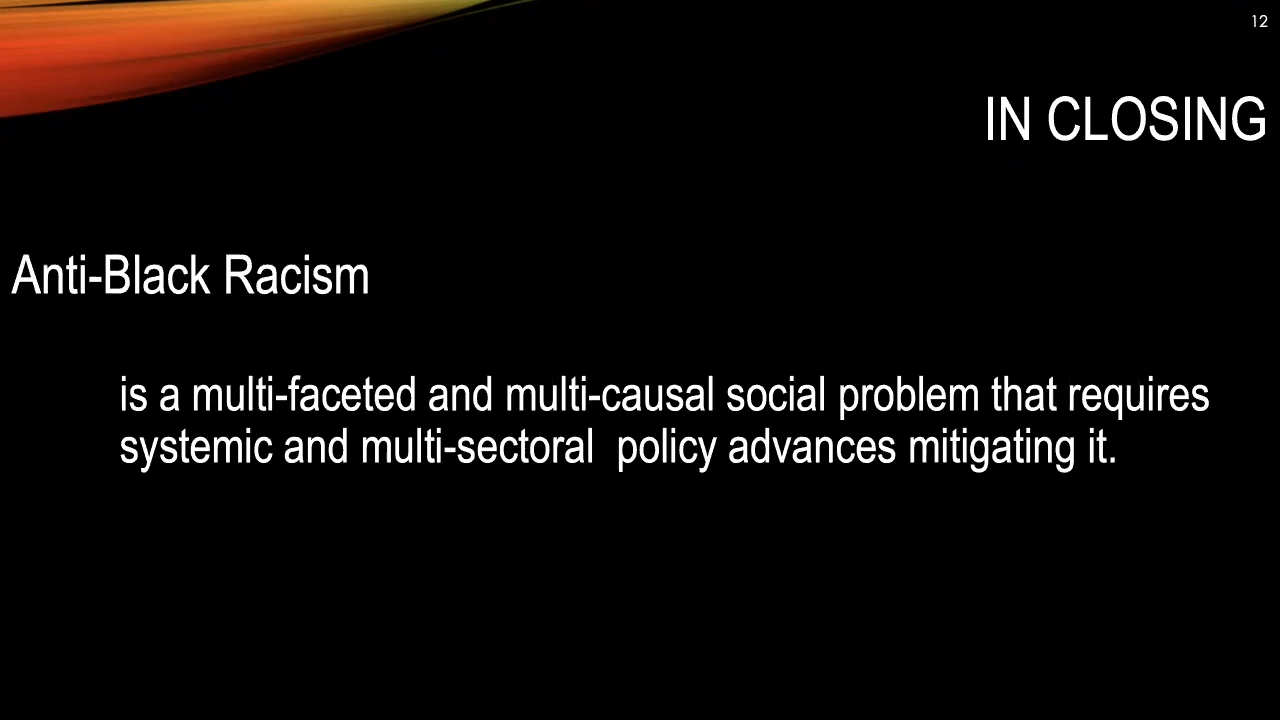 12
IN CLOSING
Anti-Black Racism
is a multi-faceted and multi-causal social problem that requires
systemic and multi-sectoral  policy advances mitigating it.